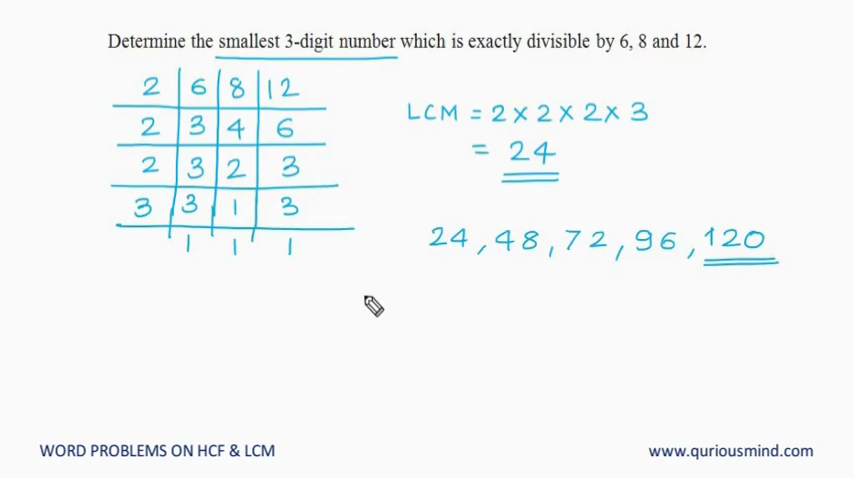 Determine the smallest 3-digit number which is exactly divisible by 6, 8 and 12.
2 6 8 12
2 3 4 6
2 3 2 3
3 3 1 3
1 1 1
LCM = 2 × 2 × 2 × 3
= 24
24, 48, 72, 96, 120
WORD PROBLEMS ON HCF & LCM
www.quriousmind.com